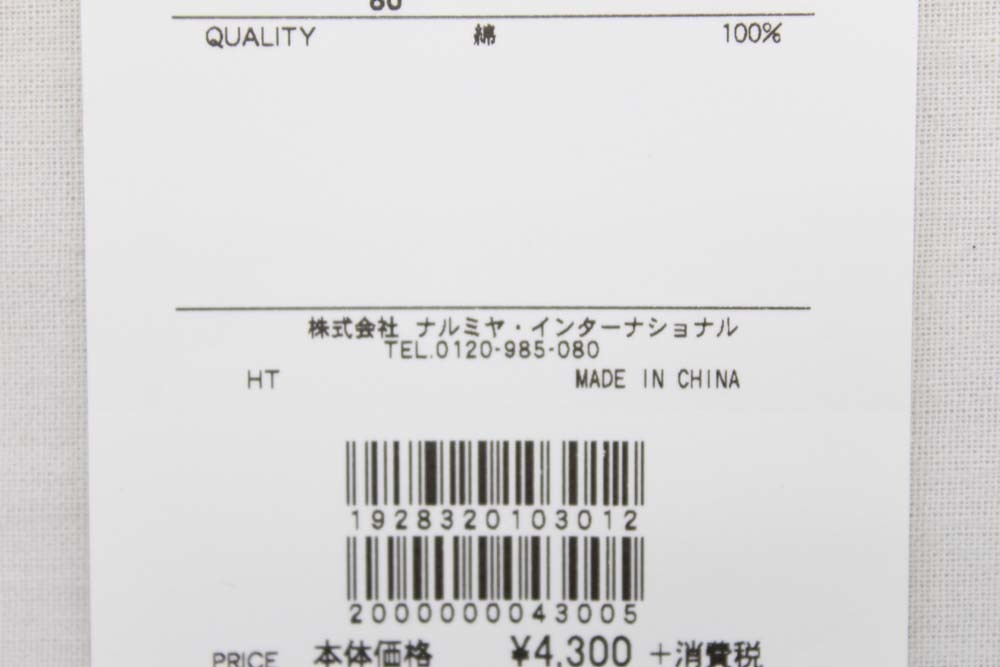 80
QUALITY 綿 100%
株式会社 ナルミヤ・インターナショナル
TEL.0120-985-080
HT MADE IN CHINA
1928320103012
2000000043005
PRICE 本体価格 ¥4,300 +消費税